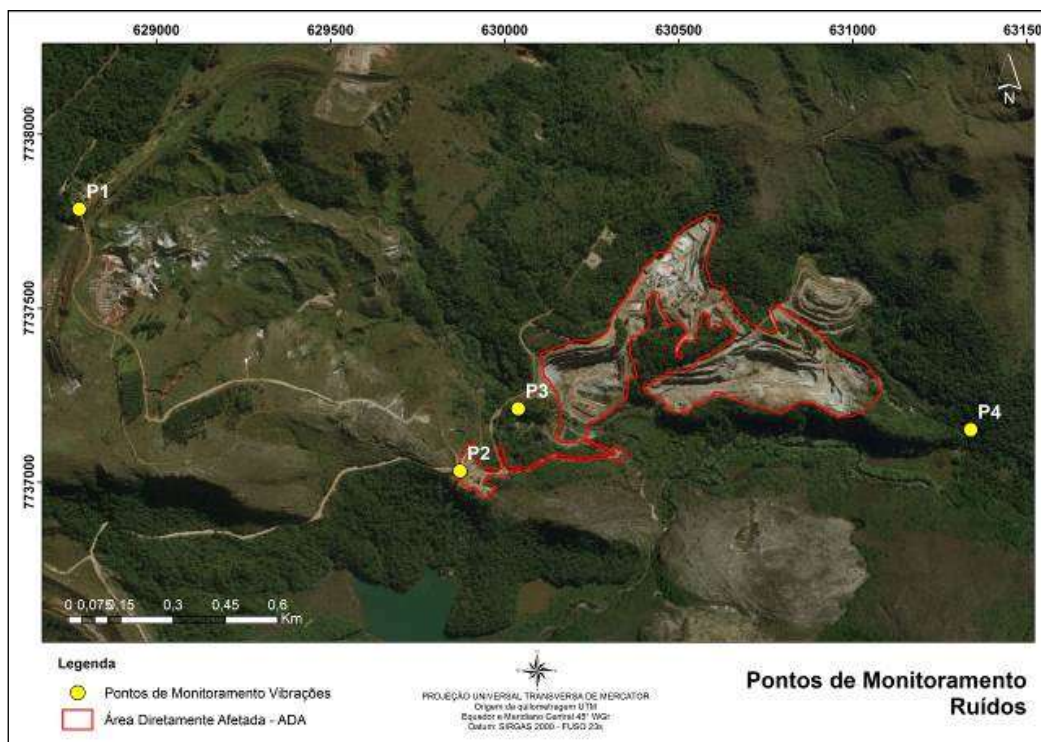 629000 629500 630000 630500 631000 63150
7738000
7737500
7737000
N
P1
P2
P3
P4
0 0,075 0.15 0,3 0,45 0,6
Km
Legenda
Pontos de Monitoramento Vibrações
Área Diretamente Afetada - ADA
PROJEÇÃO UNIVERSAL TRANSVERSA DE MERCATOR
Origem da quilometragem UTM
Equador e Meridiano Central 45° WGr
Datum: SIRGAS 2000 - FUSO 23s
Pontos de Monitoramento
Ruídos